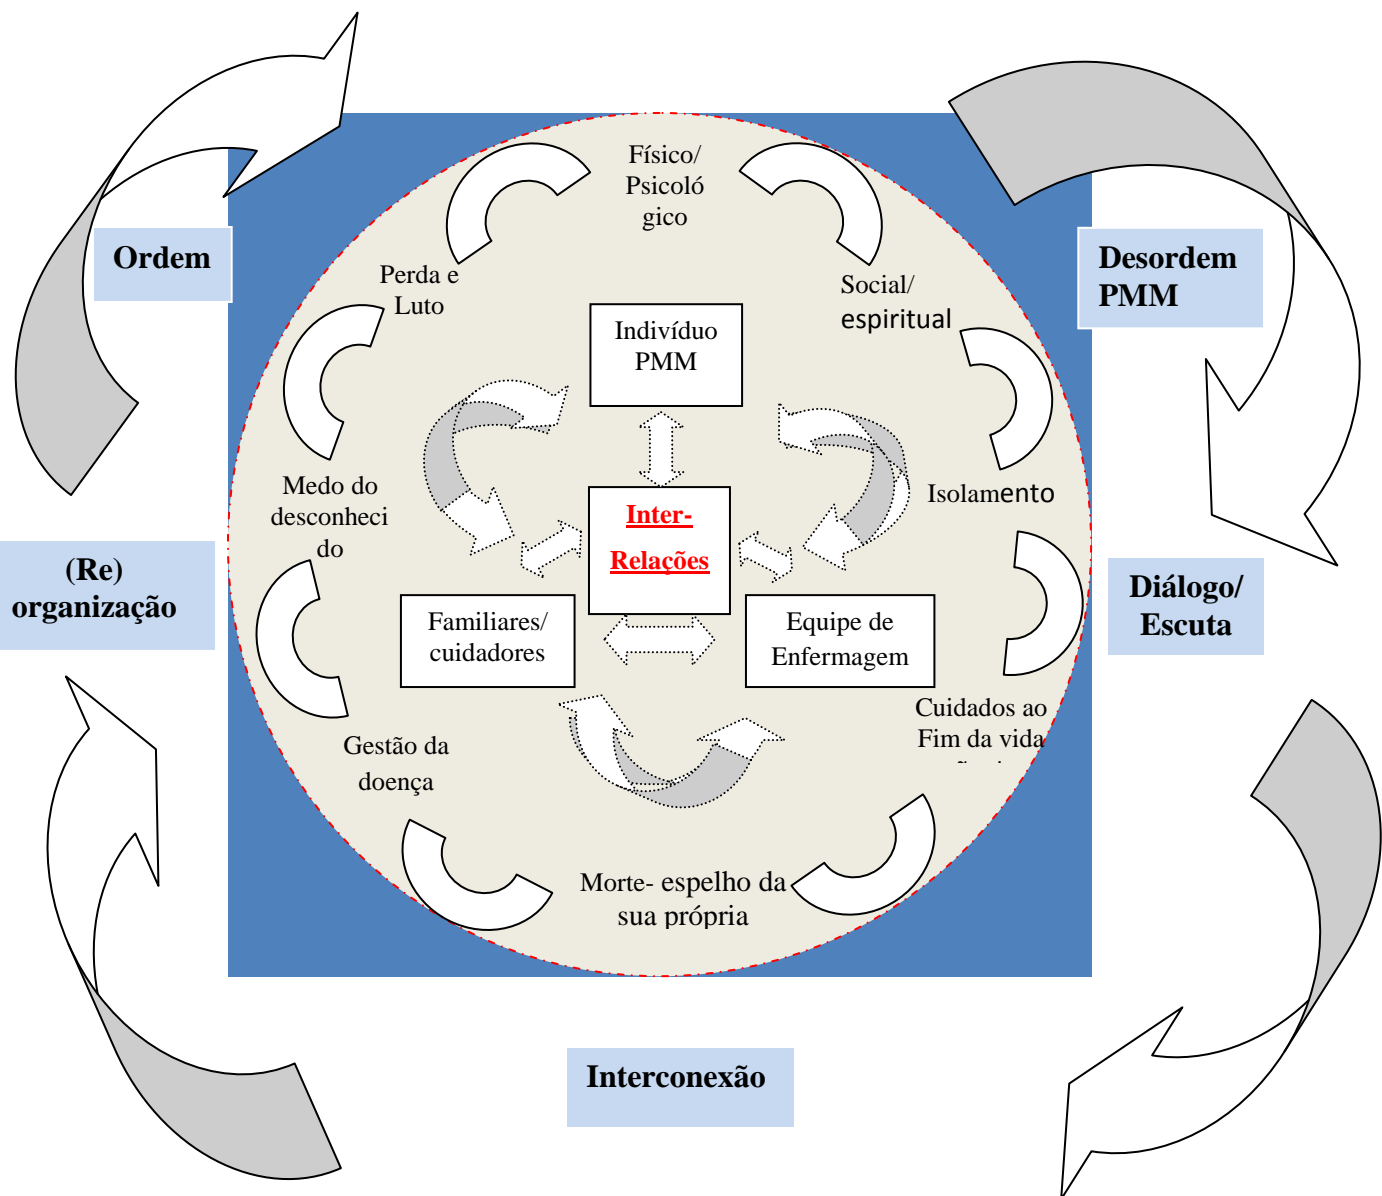 Físico/
Psicoló
gico
Ordem
Desordem
PMM
Perda e
Luto
Social/
espiritual
Indivíduo
PMM
Medo do
desconheci
do
Isolamento
Inter-
Relações
(Re)
organização
Diálogo/
Escuta
Familiares/
cuidadores
Equipe de
Enfermagem
Gestão da
doença
Cuidados ao
Fim da vida
Morte- espelho da
sua própria
Interconexão